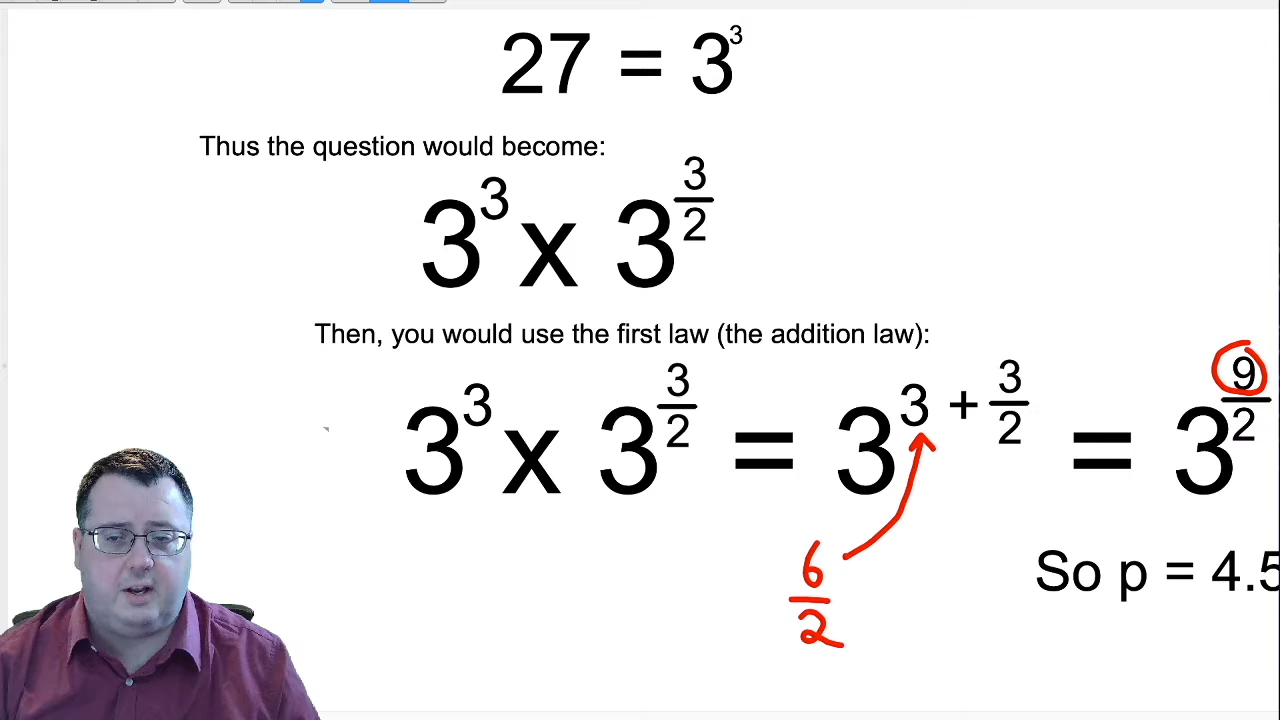 27 = 3³
Thus the question would become:
3³ x 3^(3/2)
Then, you would use the first law (the addition law):
3³ x 3^(3/2) = 3^(3 + 3/2) = 3^(9/2)
6/2
So p = 4.5